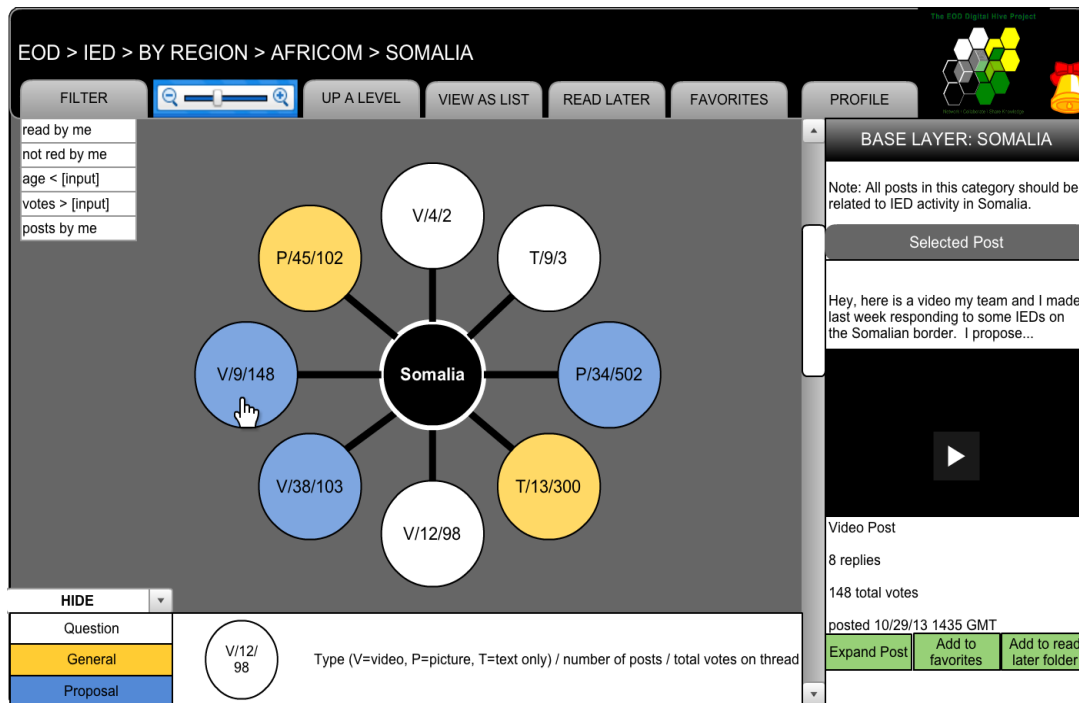 The EOD Digital Hive Project
EOD > IED > BY REGION > AFRICOM > SOMALIA
FILTER
UP A LEVEL
VIEW AS LIST
READ LATER
FAVORITES
PROFILE
read by me
not red by me
age < [input]
votes > [input]
posts by me
V/4/2
P/45/102
T/9/3
V/9/148
Somalia
P/34/502
V/38/103
T/13/300
V/12/98
BASE LAYER: SOMALIA
Note: All posts in this category should be
related to IED activity in Somalia.
Selected Post
Hey, here is a video my team and I made
last week responding to some IEDs on
the Somalian border. I propose...
Video Post
8 replies
148 total votes
posted 10/29/13 1435 GMT
Expand Post
Add to
favorites
Add to read
later folder
HIDE
Question
General
Proposal
V/12/
98
Type (V=video, P=picture, T=text only) / number of posts / total votes on thread